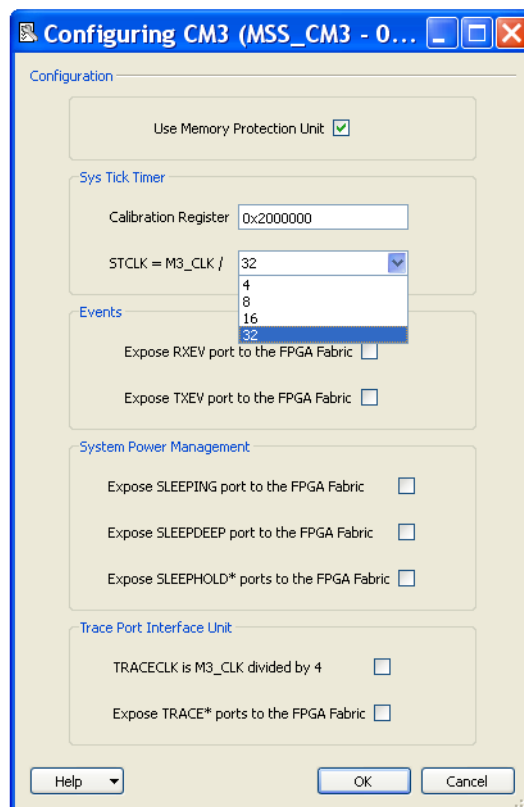 Configuring CM3 (MSS_CM3 - 0...
Configuration
Use Memory Protection Unit
Sys Tick Timer
Calibration Register 0x2000000
STCLK = M3_CLK / 32
4
8
16
32
Events
Expose RXEV port to the FPGA Fabric
Expose TXEV port to the FPGA Fabric
System Power Management
Expose SLEEPING port to the FPGA Fabric
Expose SLEEPDEEP port to the FPGA Fabric
Expose SLEEPHOLD* ports to the FPGA Fabric
Trace Port Interface Unit
TRACECLK is M3_CLK divided by 4
Expose TRACE* ports to the FPGA Fabric
Help OK Cancel